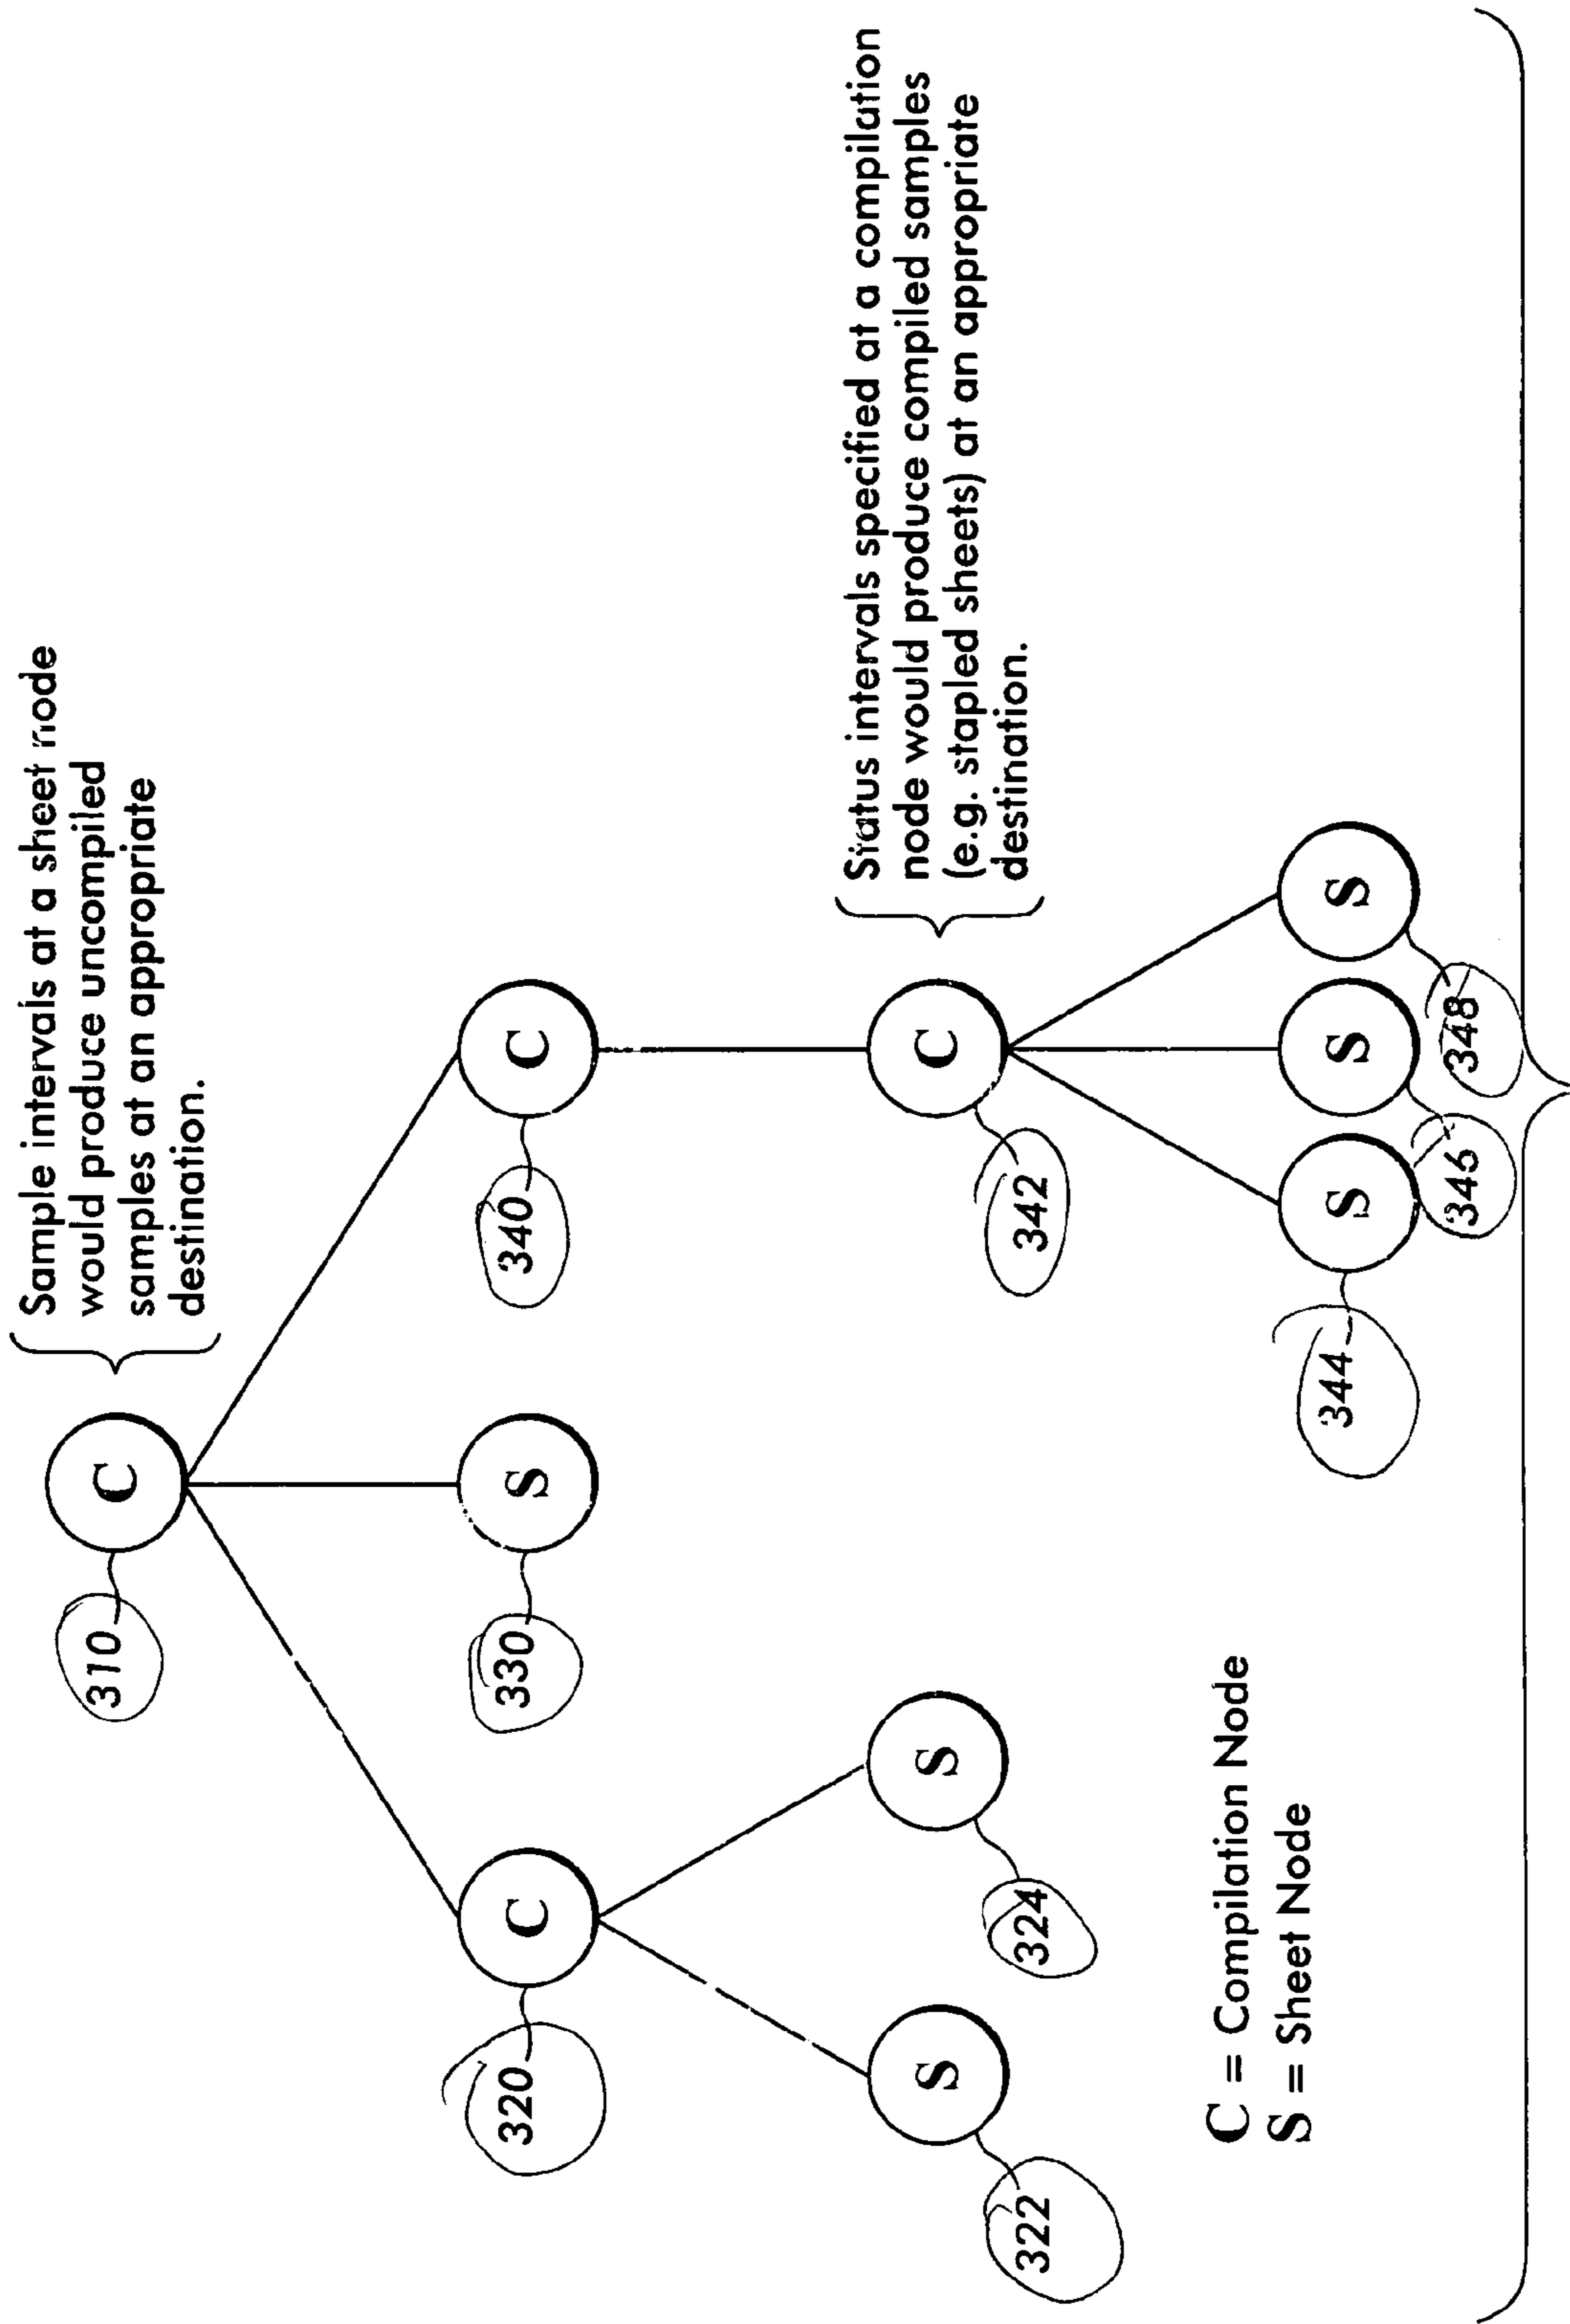 Sample intervals at a sheet node
would produce uncompiled
samples at an appropriate
destination.
C
310
C
320
S
330
C
340
S
322
S
324
C
342
Status intervals specified at a compilation
node would produce compiled samples
(e.g. stapled sheets) at an appropriate
destination.
S
344
S
346
S
348
C = Compilation Node
S = Sheet Node